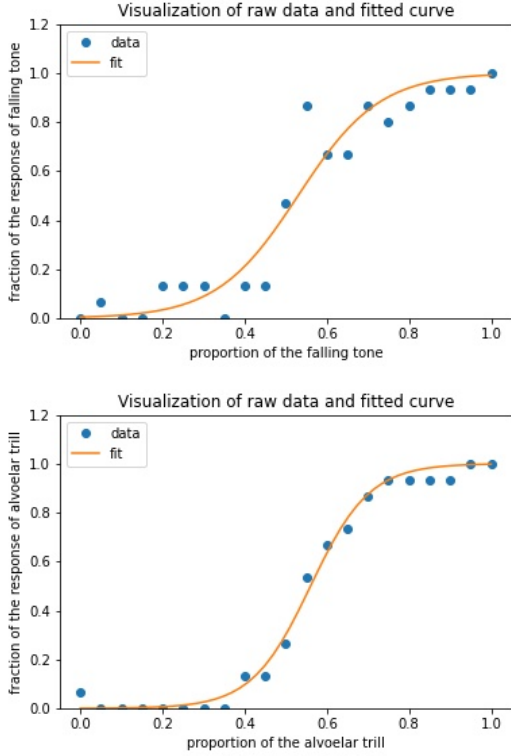 Visualization of raw data and fitted curve
1.2
data
fit
1.0
0.8
0.6
0.4
0.2
0.0
fraction of the response of falling tone
0.0 0.2 0.4 0.6 0.8 1.0
proportion of the falling tone
Visualization of raw data and fitted curve
1.2
data
fit
1.0
0.8
0.6
0.4
0.2
0.0
fraction of the response of alvoelar trill
0.0 0.2 0.4 0.6 0.8 1.0
proportion of the alvoelar trill